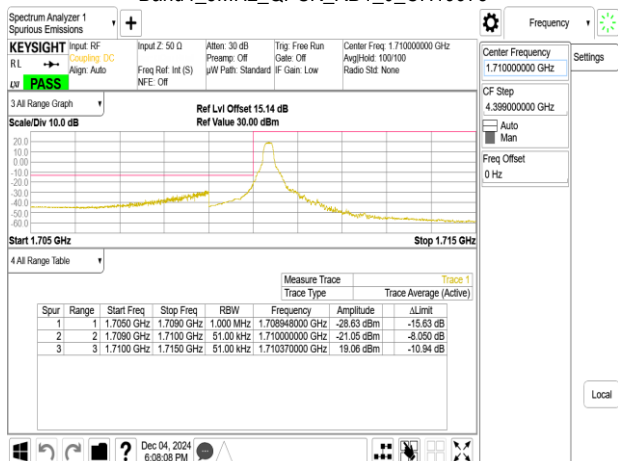 Spectrum Analyzer 1
Spurious Emissions
Frequency
KEYSIGHT
Input: RF
Coupling: DC
Align: Auto
Input Z: 50 Ω
Freq Ref: Int (S)
NFE: Off
Atten: 30 dB
Preamp: Off
µW Path: Standard
Trig: Free Run
Gate: Off
IF Gain: Low
Center Freq: 1.710000000 GHz
Avg|Hold: 100/100
Radio Std: None
RL
LXI
PASS
Center Frequency
1.710000000 GHz
Settings
CF Step
4.399000000 GHz
Auto
Man
Freq Offset
0 Hz
3 All Range Graph
Scale/Div 10.0 dB
Ref Lvl Offset 15.14 dB
Ref Value 30.00 dBm
20.0
10.0
0.00
-10.0
-20.0
-30.0
-40.0
-50.0
-60.0
Start 1.705 GHz
Stop 1.715 GHz
4 All Range Table
Measure Trace Trace 1
Trace Type Trace Average (Active)
Spur Range Start Freq Stop Freq RBW Frequency Amplitude ΔLimit
1 1 1.7050 GHz 1.7090 GHz 1.000 MHz 1.708948000 GHz -28.63 dBm -15.63 dB
2 2 1.7090 GHz 1.7100 GHz 51.00 kHz 1.710000000 GHz -21.05 dBm -8.050 dB
3 3 1.7100 GHz 1.7150 GHz 51.00 kHz 1.710370000 GHz 19.06 dBm -10.94 dB
Local
Dec 04, 2024
6:08:08 PM